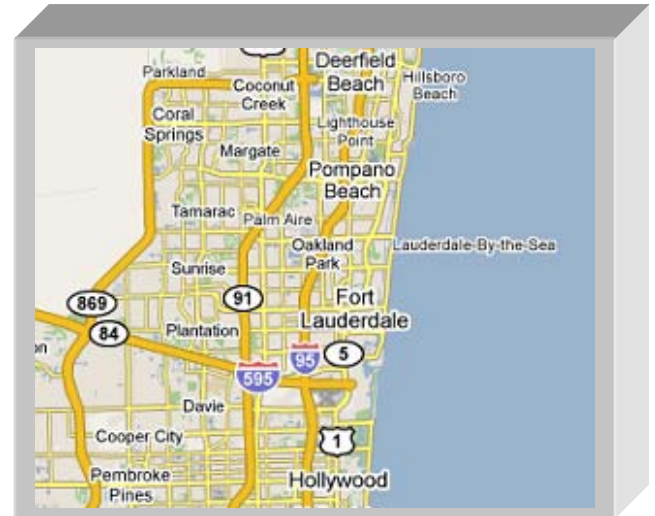 Parkland
Deerfield
Beach
Hillsboro
Beach
Coconut
Creek
Coral
Springs
Lighthouse
Point
Margate
Pompano
Beach
Tamarac
Palm Aire
Oakland
Park
Lauderdale-By-the-Sea
Sunrise
869
91
Fort
Lauderdale
84
Plantation
95
5
on
595
Davie
Cooper City
1
Pembroke
Pines
Hollywood